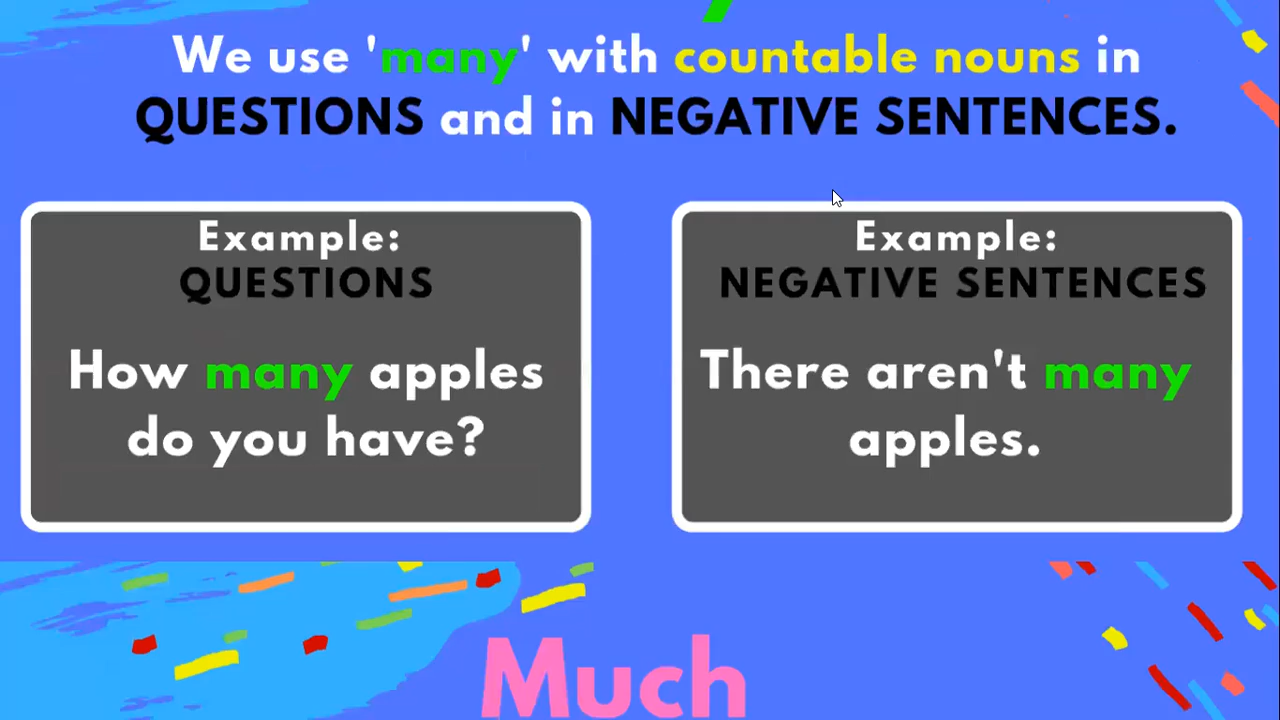 We use 'many' with countable nouns in
QUESTIONS and in NEGATIVE SENTENCES.
Example:
QUESTIONS
How many apples
do you have?
Example:
NEGATIVE SENTENCES
There aren't many
apples.
Much